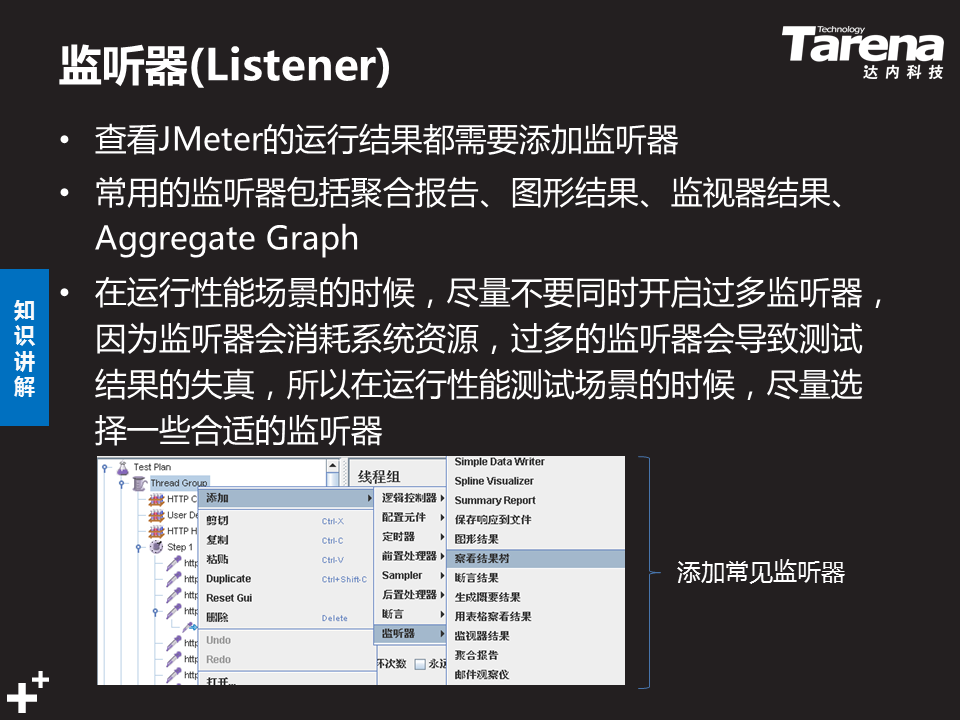 监听器(Listener)
Technology
Tarena
达内科技
• 查看JMeter的运行结果都需要添加监听器
• 常用的监听器包括聚合报告、图形结果、监视器结果、
Aggregate Graph
• 在运行性能场景的时候，尽量不要同时开启过多监听器，
因为监听器会消耗系统资源，过多的监听器会导致测试
结果的失真，所以在运行性能测试场景的时候，尽量选
择一些合适的监听器
知识讲解
Test Plan
Thread Group
HTTP C
User De
HTTP H
Step 1
http
http
http
http
http
http
http
线程组
添加
剪切 Ctrl-X
复制 Ctrl-C
粘贴 Ctrl-V
Duplicate Ctrl+Shift-C
Reset Gui
删除 Delete
Undo
Redo
打开...
逻辑控制器
配置元件
定时器
前置处理器
Sampler
后置处理器
断言
监听器
环次数 永远
Simple Data Writer
Spline Visualizer
Summary Report
保存响应到文件
图形结果
察看结果树
断言结果
生成概要结果
用表格察看结果
监视器结果
聚合报告
邮件观察仪
添加常见监听器